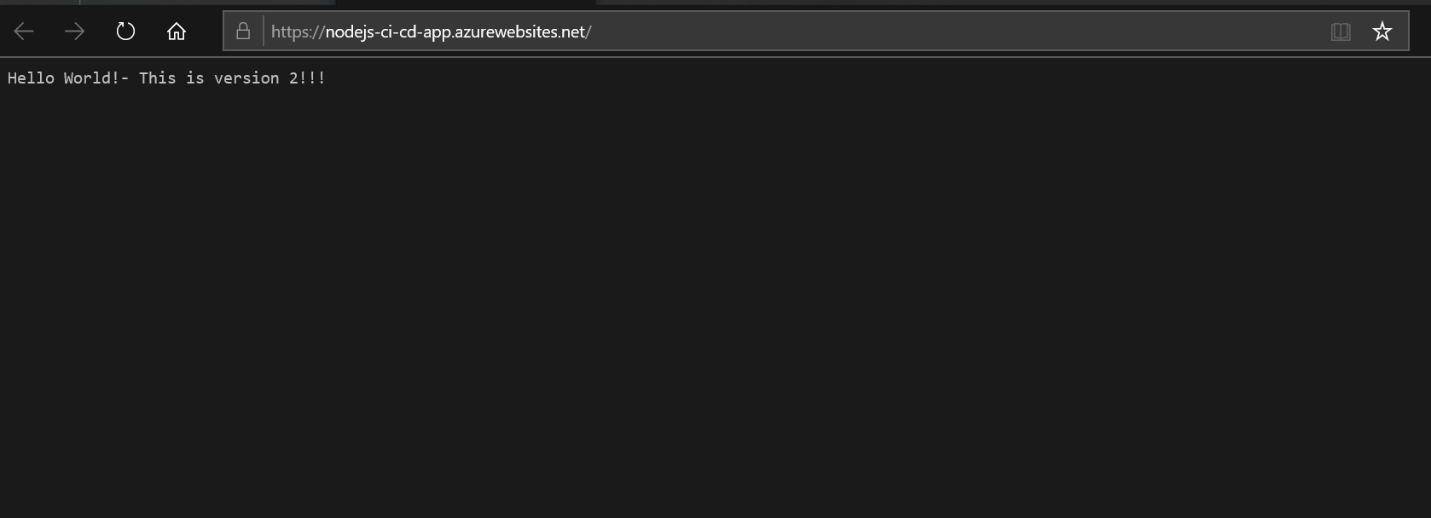 https://nodejs-ci-cd-app.azurewebsites.net/
Hello World!- This is version 2!!!